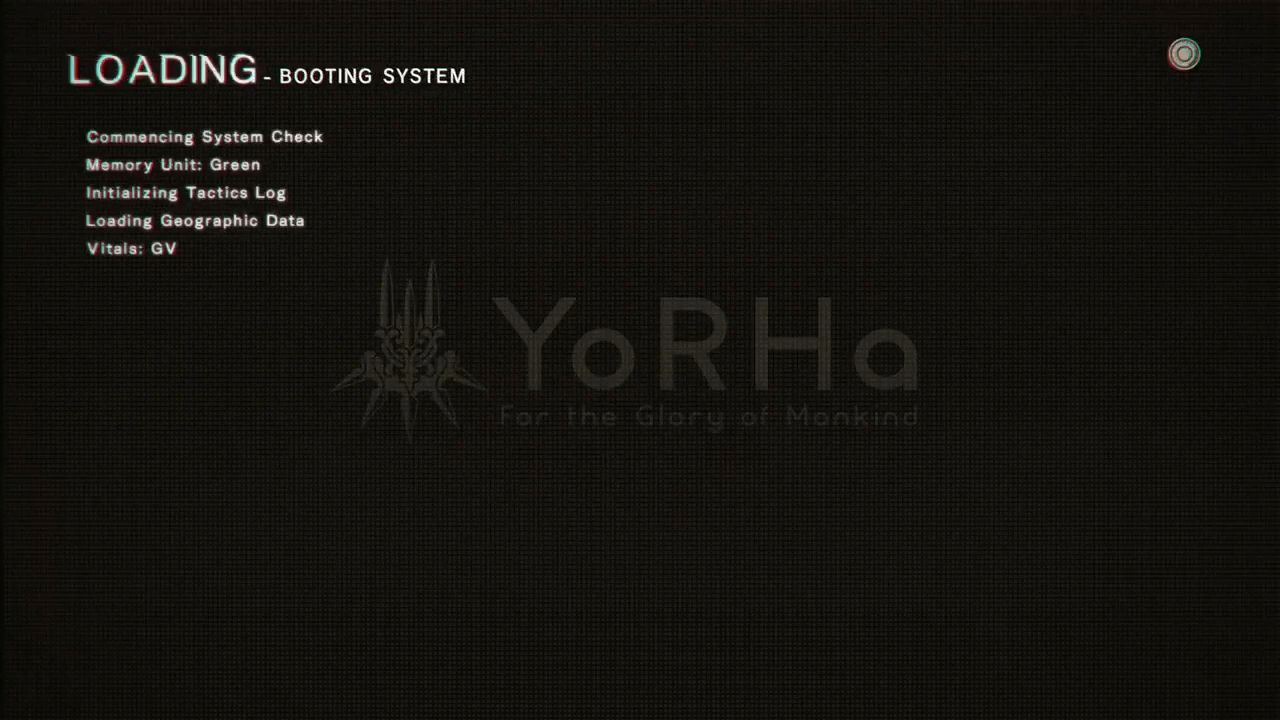 LOADING - BOOTING SYSTEM
Commencing System Check
Memory Unit: Green
Initializing Tactics Log
Loading Geographic Data
Vitals: GV
YoRHa
For the Glory of Mankind